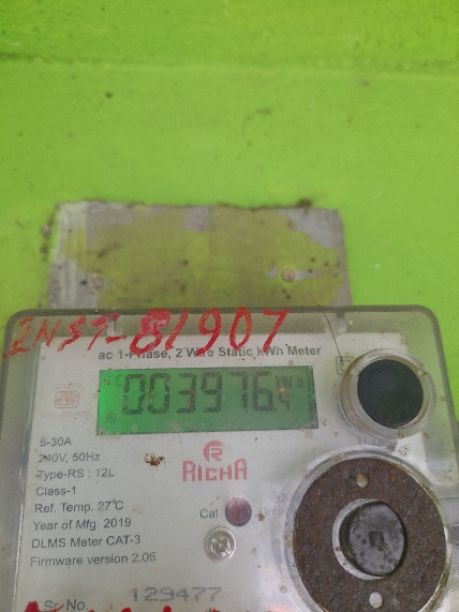 INST-81907
ac 1-Phase, 2 Wire Static kWh Meter
003976.4 kWh
5-30A
240V, 50Hz
Type-RS : 12L
Class-1
Ref. Temp. 27°C
Year of Mfg. 2019
DLMS Meter CAT-3
Firmware version 2.05
RICHA
Cal
Sr No. 129477